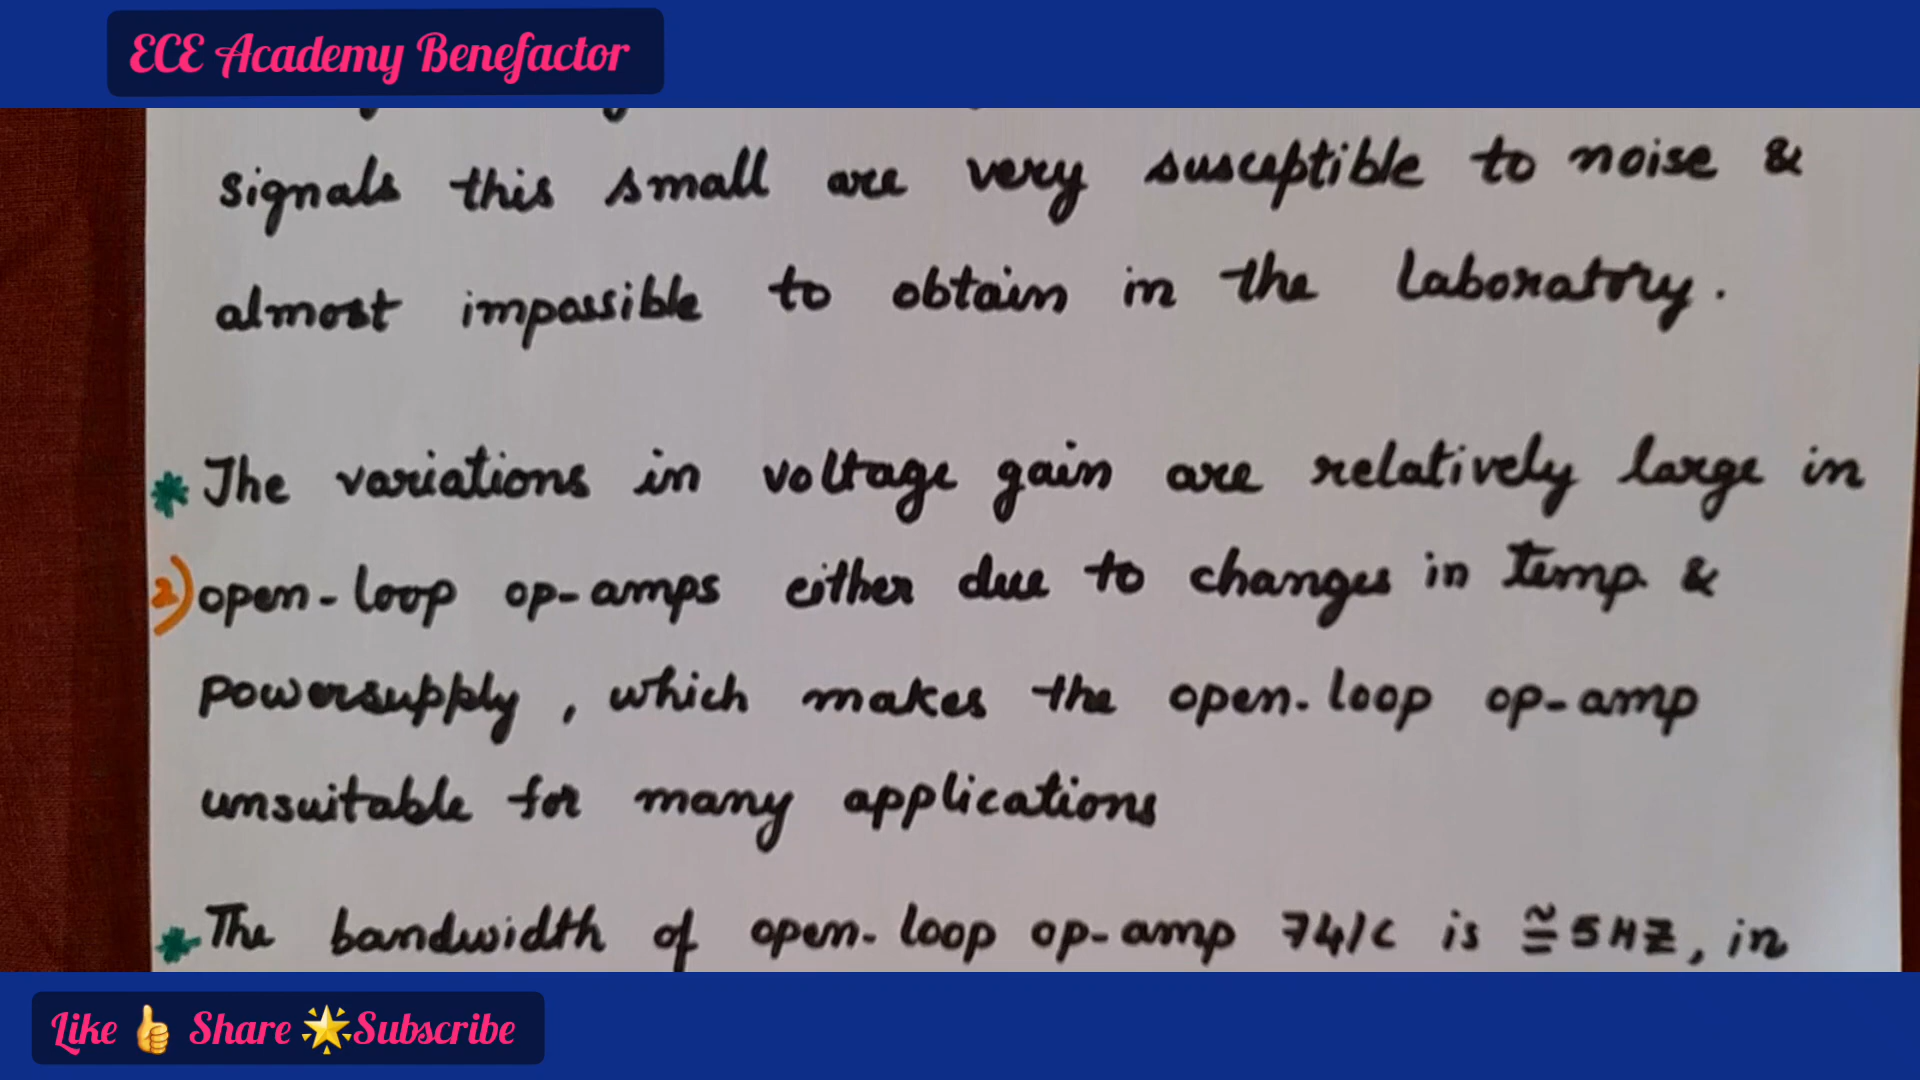 ECE Academy Benefactor
signals this small are very susceptible to noise &
almost impossible to obtain in the laboratory.
* The variations in voltage gain are relatively large in
2) open-loop op-amps either due to changes in Temp &
powersupply, which makes the open-loop op-amp
unsuitable for many applications
* The bandwidth of open-loop op-amp 741C is ≅5HZ, in
Like 👍 Share 🌟Subscribe